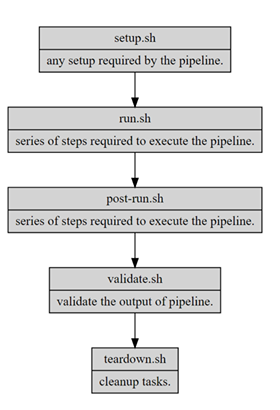 setup.sh
any setup required by the pipeline.
run.sh
series of steps required to execute the pipeline.
post-run.sh
series of steps required to execute the pipeline.
validate.sh
validate the output of pipeline.
teardown.sh
cleanup tasks.